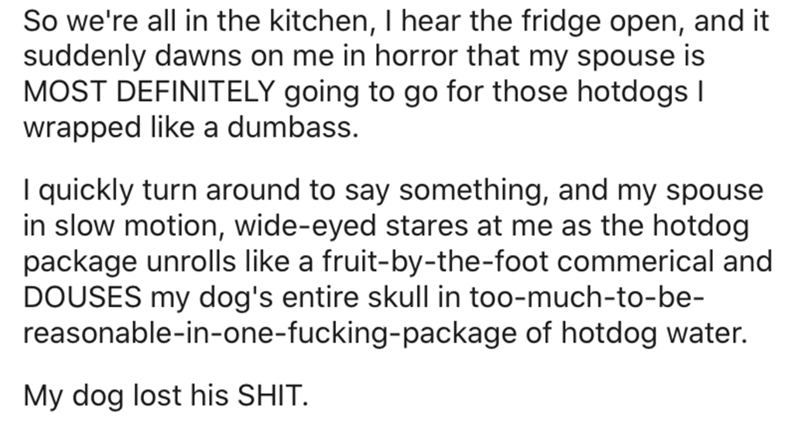 So we're all in the kitchen, I hear the fridge open, and it
suddenly dawns on me in horror that my spouse is
MOST DEFINITELY going to go for those hotdogs I
wrapped like a dumbass.
I quickly turn around to say something, and my spouse
in slow motion, wide-eyed stares at me as the hotdog
package unrolls like a fruit-by-the-foot commerical and
DOUSES my dog's entire skull in too-much-to-be-
reasonable-in-one-fucking-package of hotdog water.
My dog lost his SHIT.